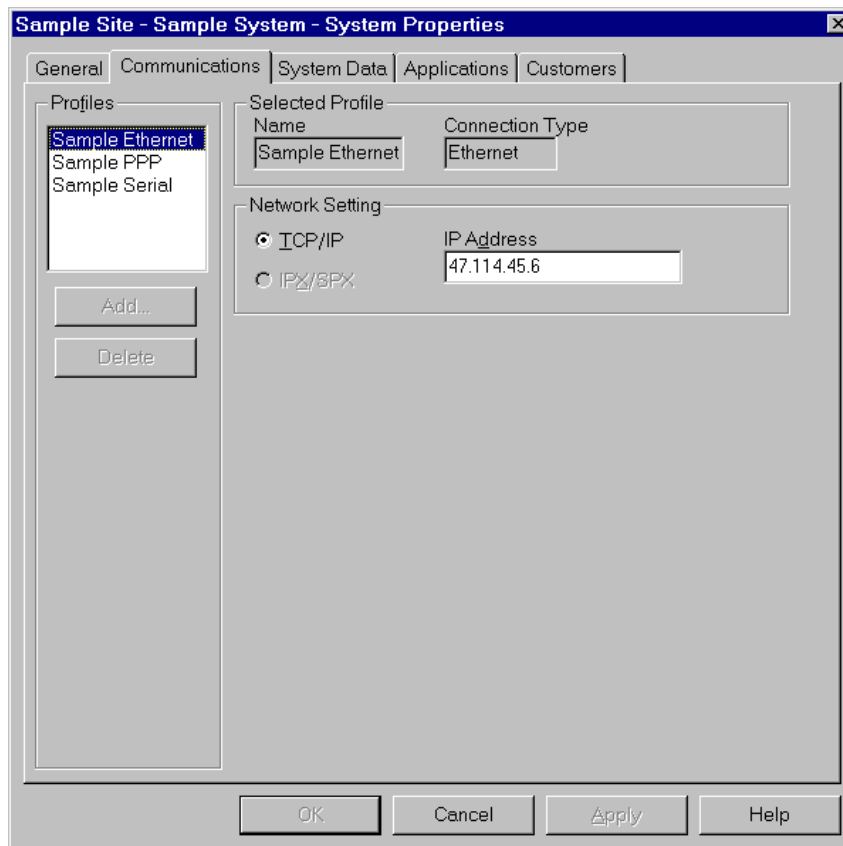 Sample Site - Sample System - System Properties
General Communications System Data Applications Customers
Profiles
Sample Ethernet
Sample PPP
Sample Serial
Add...
Delete
Selected Profile
Name Connection Type
Sample Ethernet Ethernet
Network Setting
TCP/IP IP Address
47.114.45.6
IPX/SPX
OK Cancel Apply Help